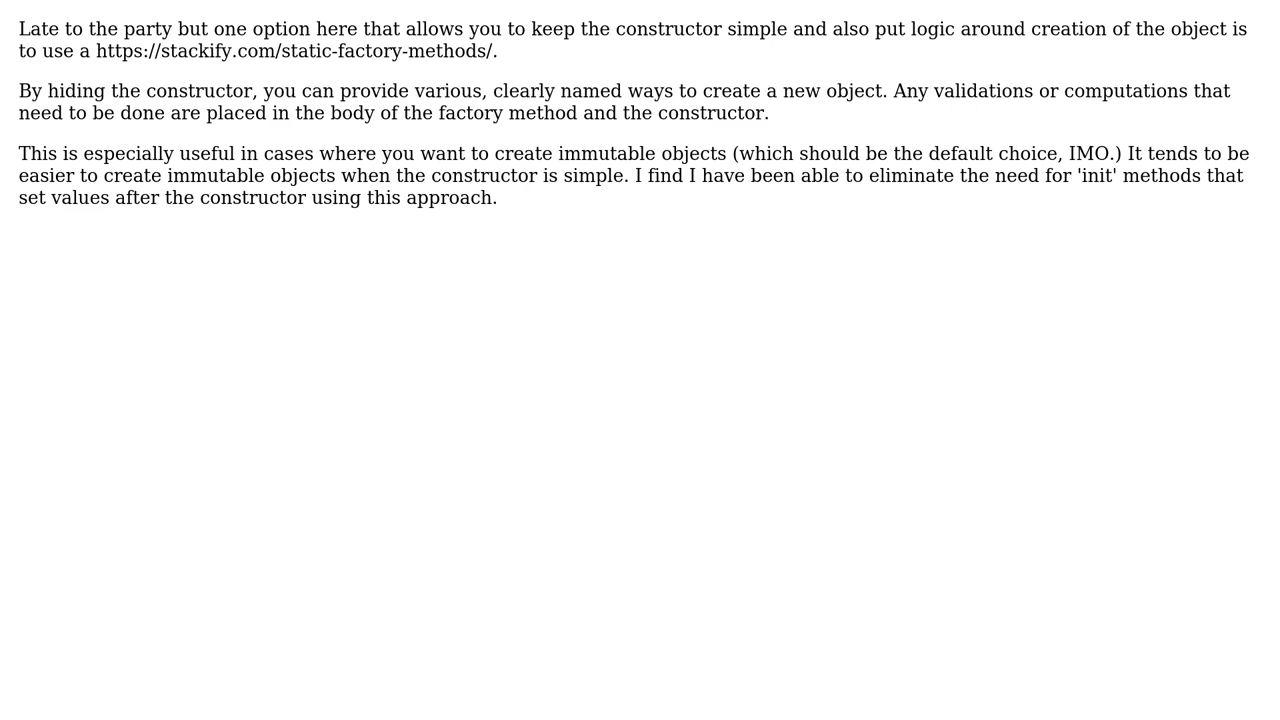 Late to the party but one option here that allows you to keep the constructor simple and also put logic around creation of the object is
to use a https://stackify.com/static-factory-methods/.
By hiding the constructor, you can provide various, clearly named ways to create a new object. Any validations or computations that
need to be done are placed in the body of the factory method and the constructor.
This is especially useful in cases where you want to create immutable objects (which should be the default choice, IMO.) It tends to be
easier to create immutable objects when the constructor is simple. I find I have been able to eliminate the need for 'init' methods that
set values after the constructor using this approach.